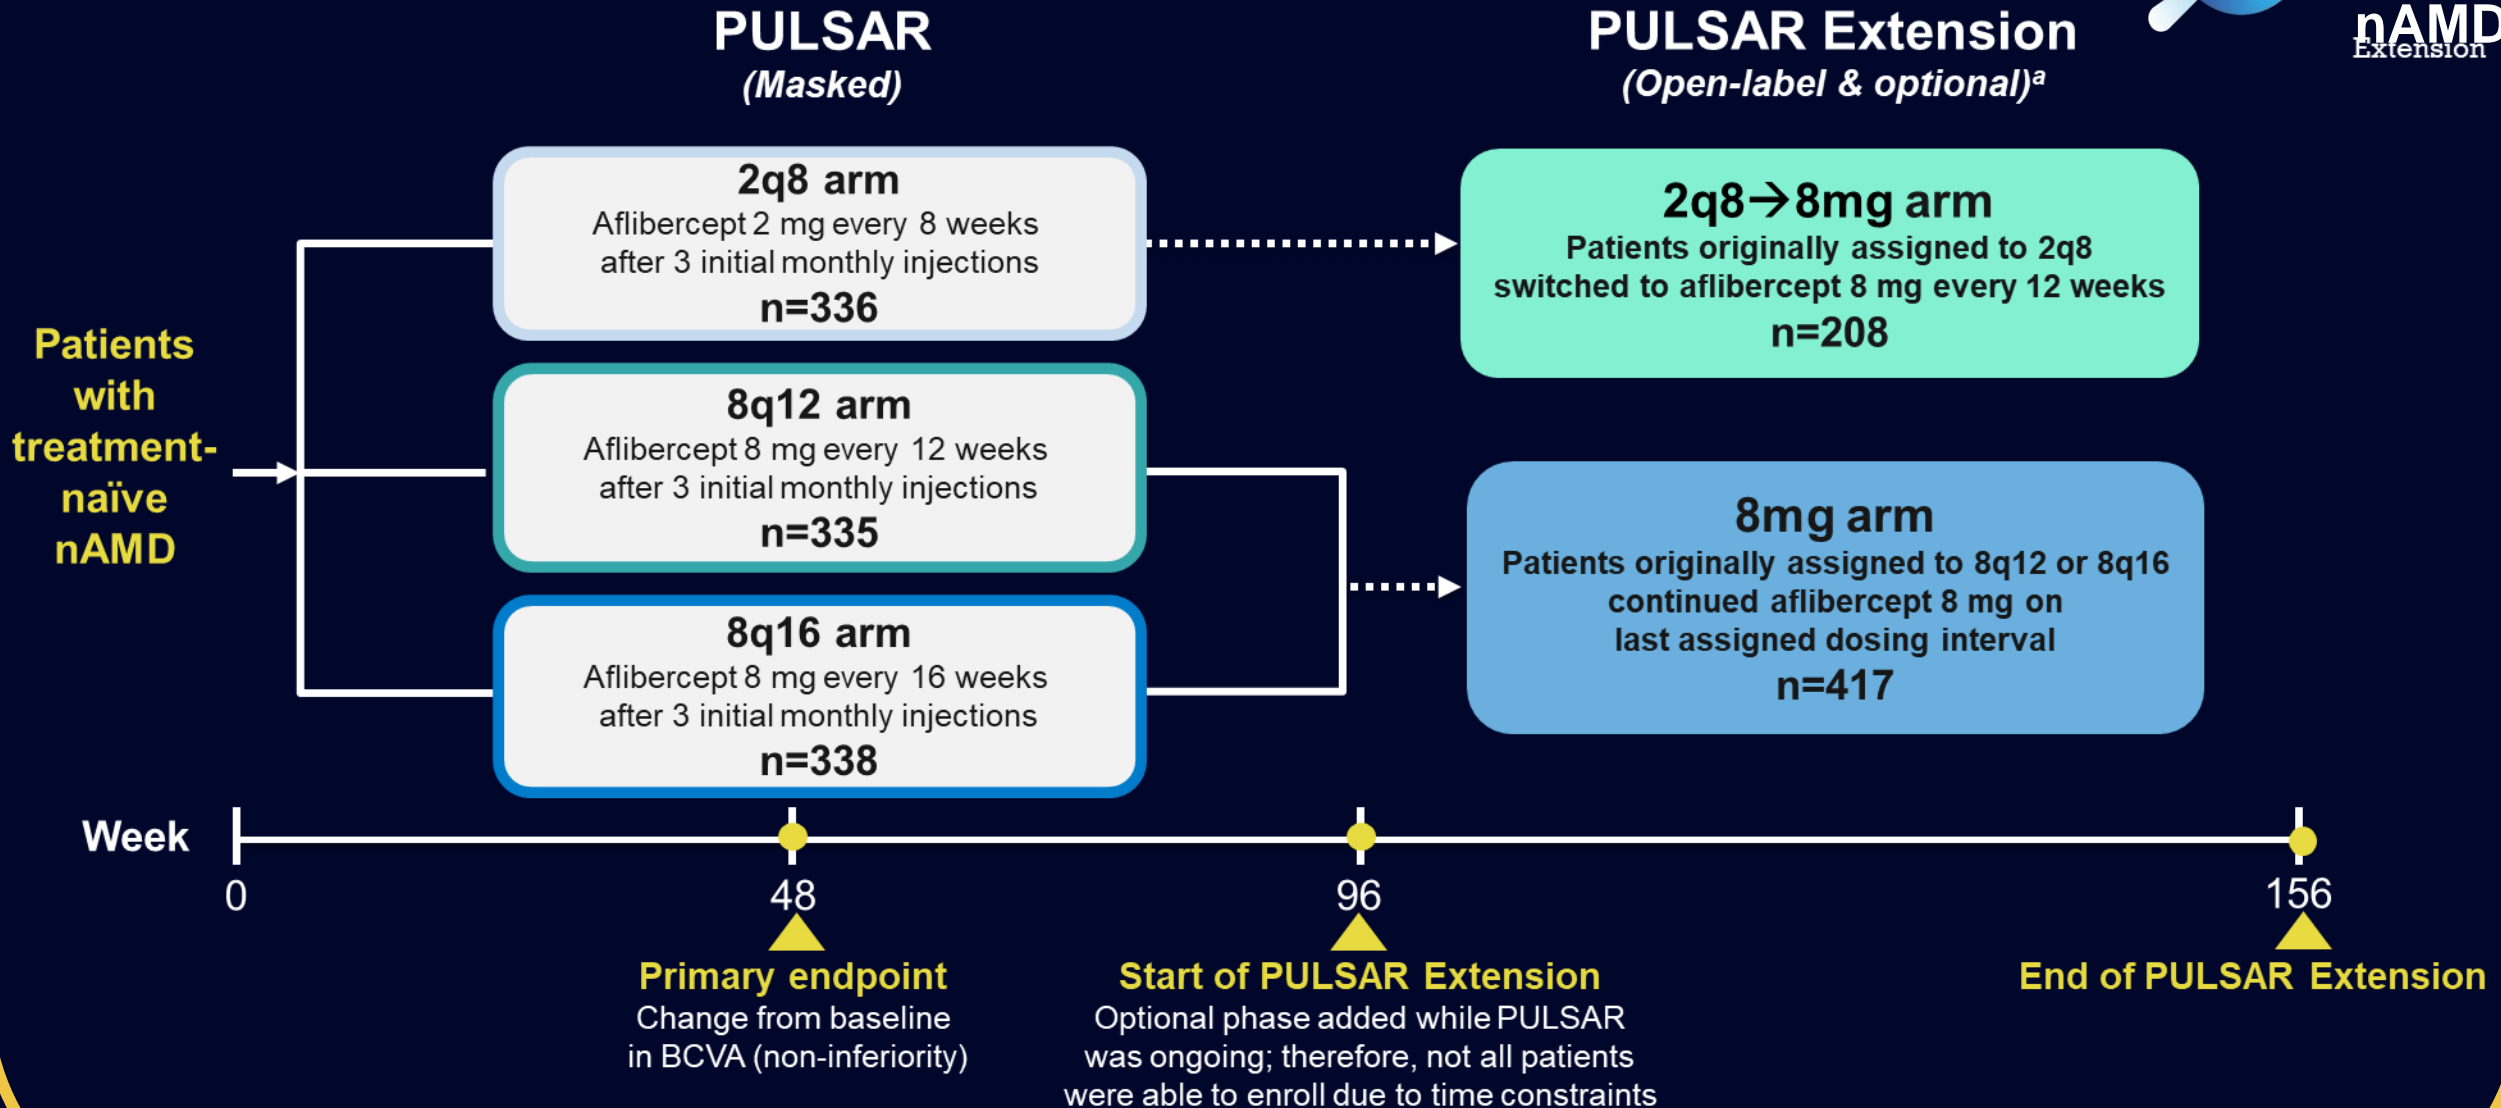 PULSAR
(Masked)
PULSAR Extension
(Open-label & optional)ª
nAMD
Extension
Patients
with
treatment-
naïve
nAMD
2q8 arm
Aflibercept 2 mg every 8 weeks
after 3 initial monthly injections
n=336
8q12 arm
Aflibercept 8 mg every 12 weeks
after 3 initial monthly injections
n=335
8q16 arm
Aflibercept 8 mg every 16 weeks
after 3 initial monthly injections
n=338
2q8→8mg arm
Patients originally assigned to 2q8
switched to aflibercept 8 mg every 12 weeks
n=208
8mg arm
Patients originally assigned to 8q12 or 8q16
continued aflibercept 8 mg on
last assigned dosing interval
n=417
Week
0
48
96
156
Primary endpoint
Change from baseline
in BCVA (non-inferiority)
Start of PULSAR Extension
Optional phase added while PULSAR
was ongoing; therefore, not all patients
were able to enroll due to time constraints
End of PULSAR Extension